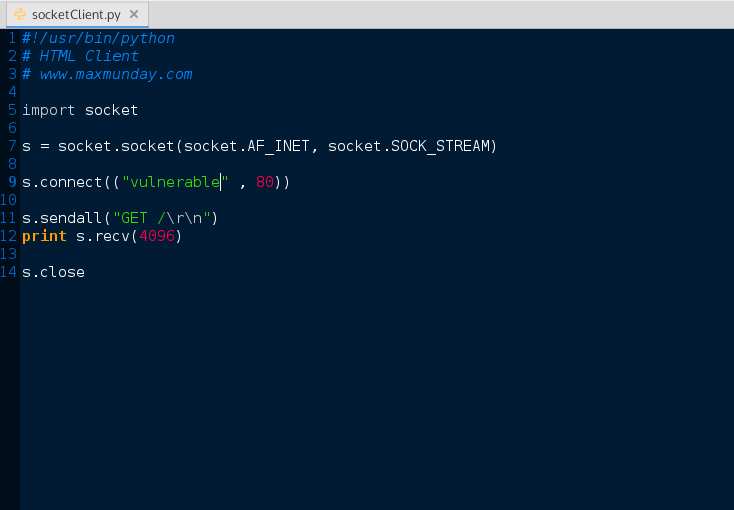 socketClient.py ×
1 #!/usr/bin/python
2 # HTML Client
3 # www.maxmunday.com
4
5 import socket
6
7 s = socket.socket(socket.AF_INET, socket.SOCK_STREAM)
8
9 s.connect(("vulnerable" , 80))
10
11 s.sendall("GET /\r\n")
12 print s.recv(4096)
13
14 s.close